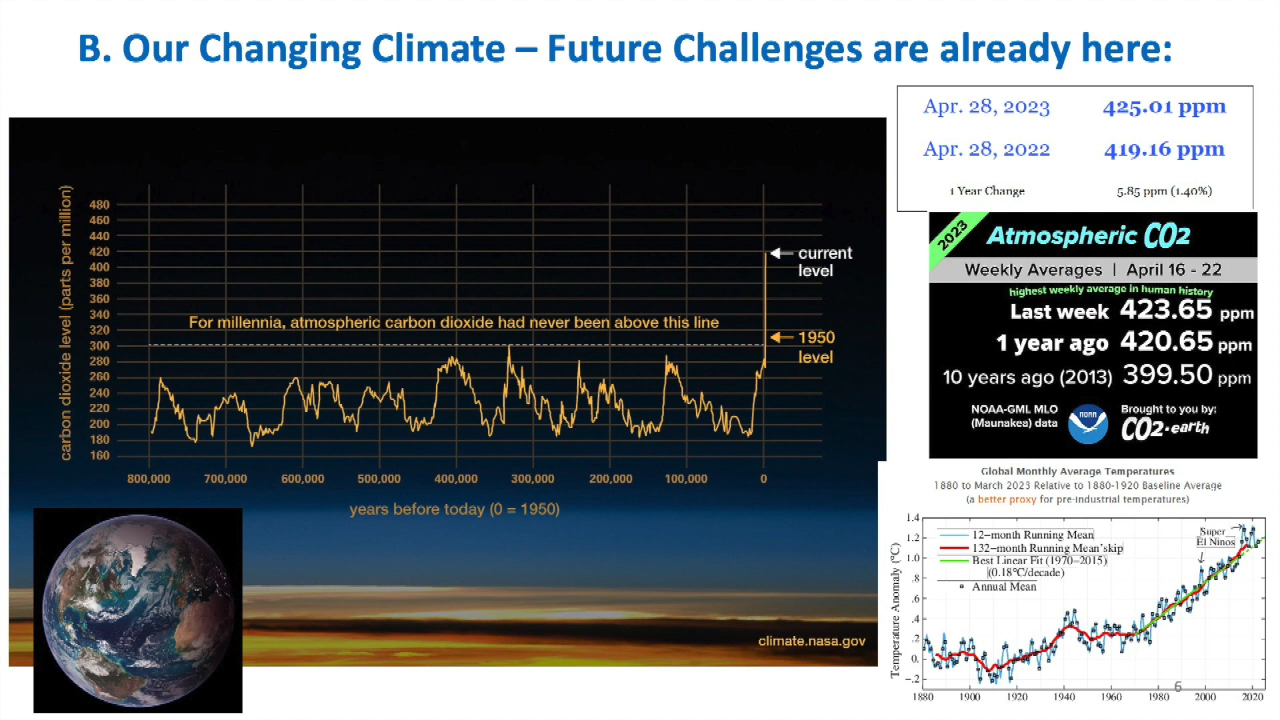 B. Our Changing Climate – Future Challenges are already here:
Apr. 28, 2023 425.01 ppm
Apr. 28, 2022 419.16 ppm
1 Year Change 5.85 ppm (1.40%)
carbon dioxide level (parts per million)
480
460
440
420
400
380
360
340
320
300
280
260
240
220
200
180
160
current
level
For millennia, atmospheric carbon dioxide had never been above this line
1950
level
800,000 700,000 600,000 500,000 400,000 300,000 200,000 100,000 0
years before today (0 = 1950)
climate.nasa.gov
2023
Atmospheric CO2
Weekly Averages | April 16 - 22
highest weekly average in human history
Last week 423.65 ppm
1 year ago 420.65 ppm
10 years ago (2013) 399.50 ppm
NOAA-GML MLO
(Maunakea) data
noaa
Brought to you by:
CO2·earth
Global Monthly Average Temperatures
1880 to March 2023 Relative to 1880-1920 Baseline Average
(a better proxy for pre-industrial temperatures)
Temperature Anomaly (°C)
1.4
1.2
1.0
.8
.6
.4
.2
0.
-.2
12-month Running Mean
132-month Running Mean'skip
Best Linear Fit (1970–2015)
(0.18°C/decade)
Annual Mean
Super
El Ninos
1880 1900 1920 1940 1960 1980 2000 2020
6